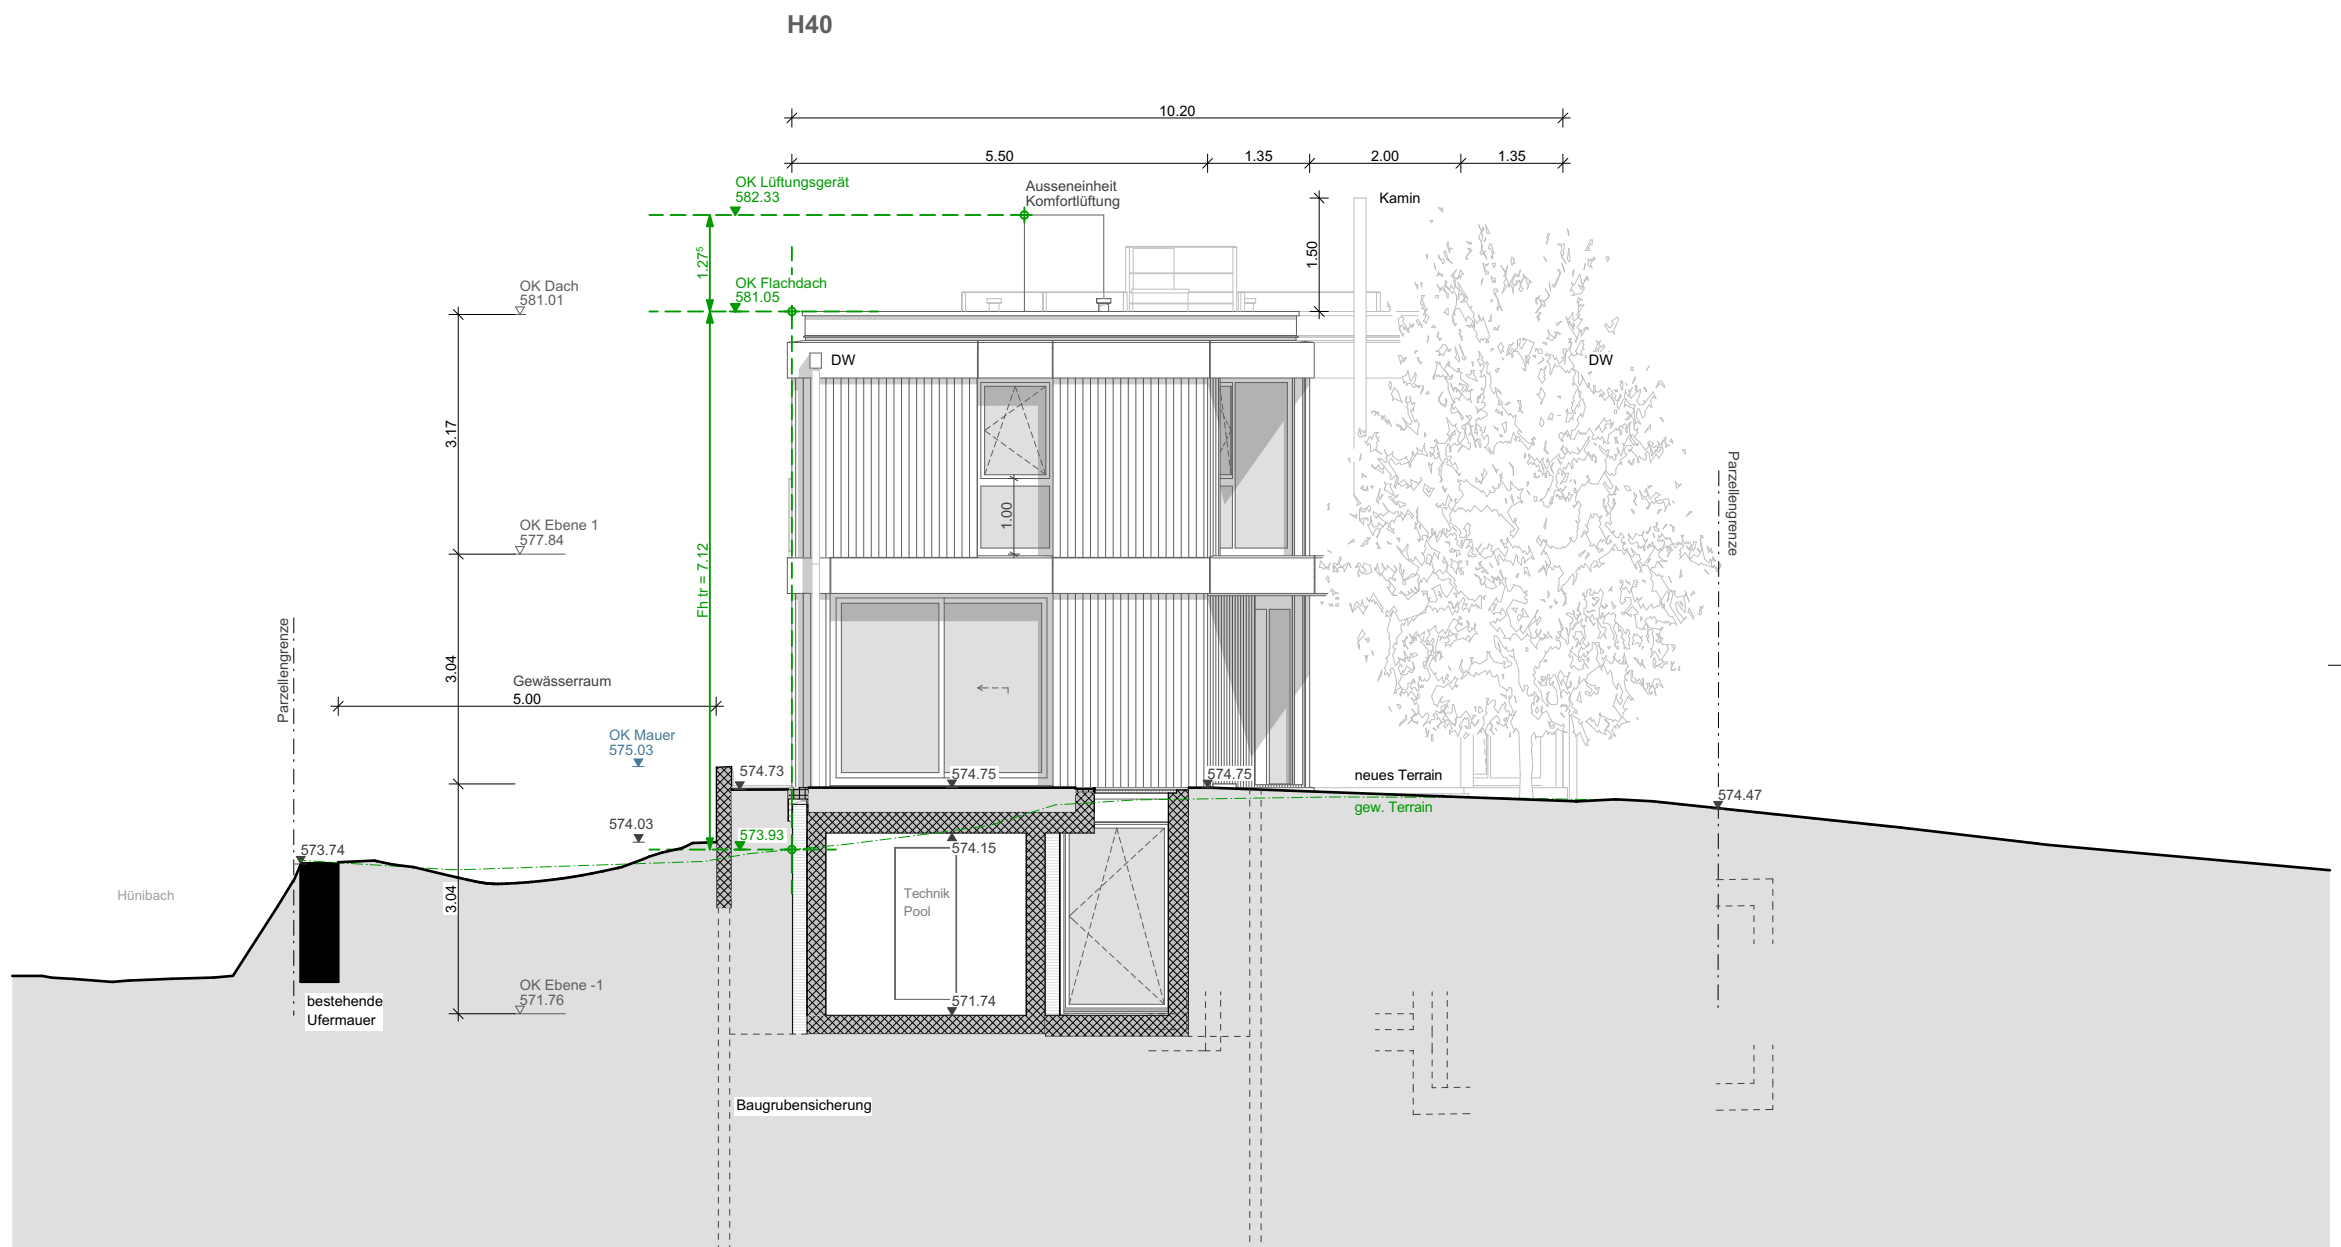 H40
10.20
5.50
1.35
2.00
1.35
OK Lüftungsgerät
582.33
Ausseneinheit
Komfortlüftung
Kamin
1.50
1.27⁵
OK Dach
581.01
OK Flachdach
581.05
DW
DW
3.17
1.00
Parzellengrenze
OK Ebene 1
577.84
Fh tr = 7.12
Parzellengrenze
3.04
Gewässerraum
5.00
OK Mauer
575.03
574.73
574.75
574.75
neues Terrain
gew. Terrain
574.47
574.03
573.93
573.74
574.15
Hünibach
3.04
Technik
Pool
OK Ebene -1
571.76
571.74
bestehende
Ufermauer
Baugrubensicherung